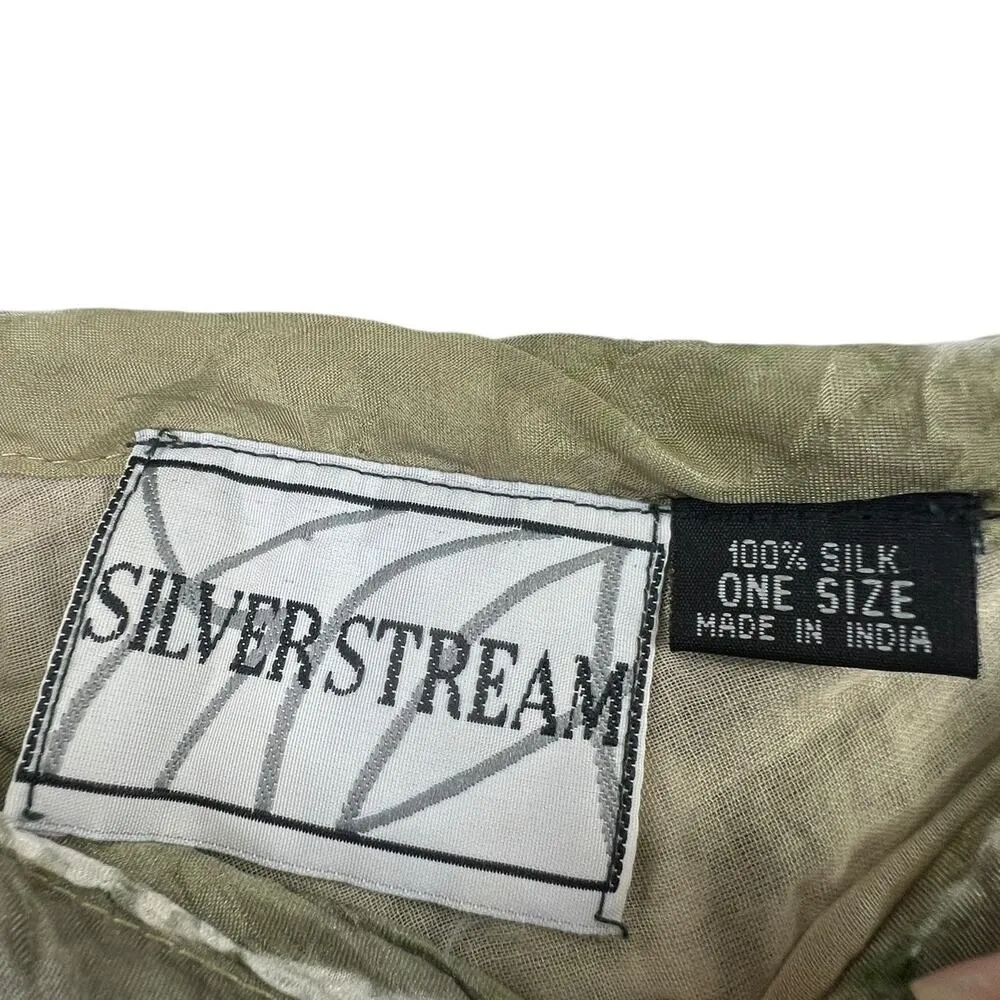 SILVERSTREAM
100% SILK
ONE SIZE
MADE IN INDIA